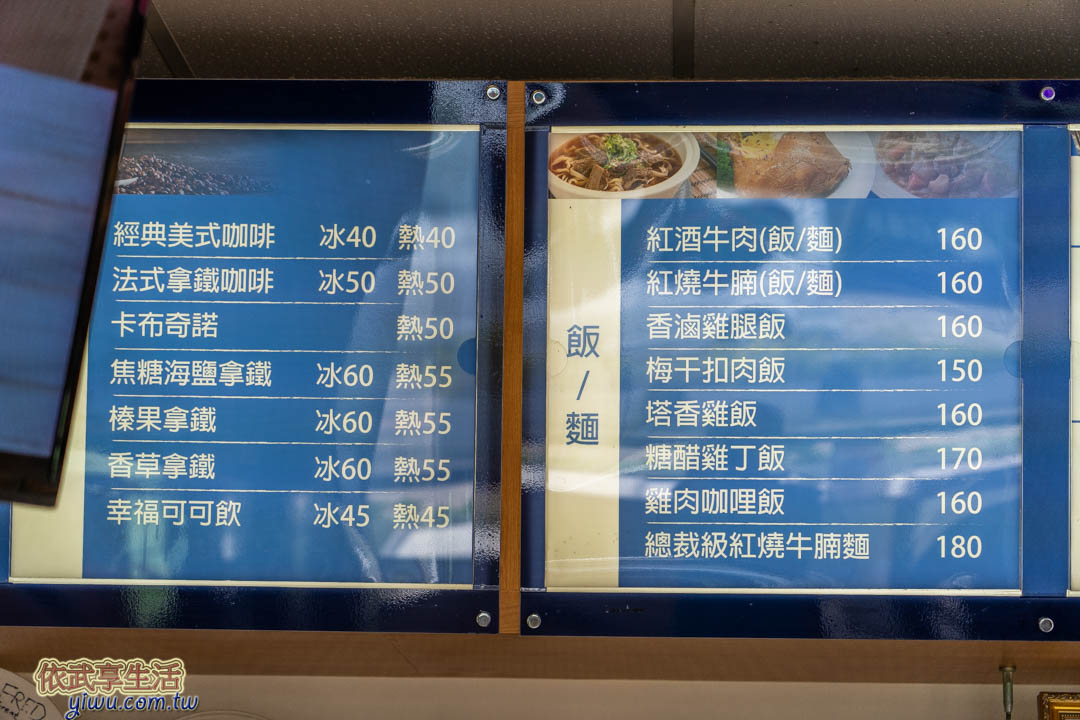 經典美式咖啡 冰40 熱40
法式拿鐵咖啡 冰50 熱50
卡布奇諾 熱50
焦糖海鹽拿鐵 冰60 熱55
榛果拿鐵 冰60 熱55
香草拿鐵 冰60 熱55
幸福可可飲 冰45 熱45
飯/麵
紅酒牛肉(飯/麵) 160
紅燒牛腩(飯/麵) 160
香滷雞腿飯 160
梅干扣肉飯 150
塔香雞飯 160
糖醋雞丁飯 170
雞肉咖哩飯 160
總裁級紅燒牛腩麵 180
FRED
依武享生活
yiwu.com.tw